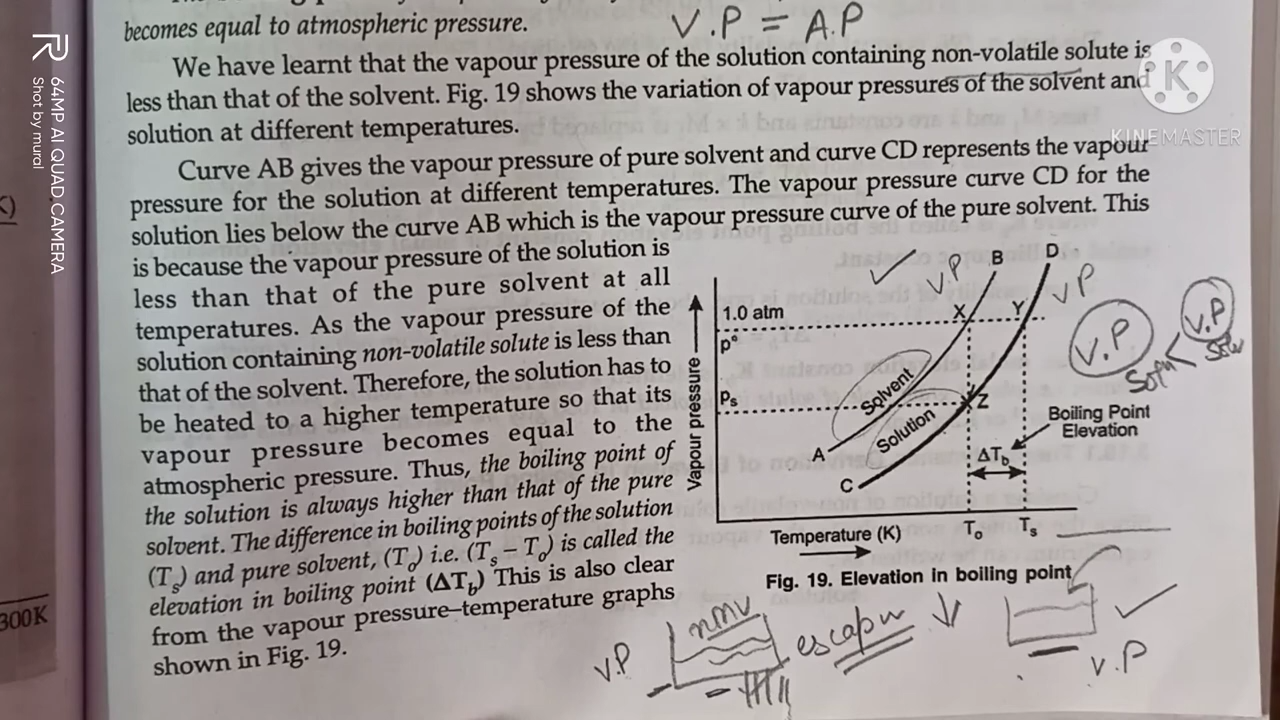 becomes equal to atmospheric pressure.
V.P = A.P
We have learnt that the vapour pressure of the solution containing non-volatile solute is
less than that of the solvent. Fig. 19 shows the variation of vapour pressures of the solvent and
solution at different temperatures.
Curve AB gives the vapour pressure of pure solvent and curve CD represents the vapour
pressure for the solution at different temperatures. The vapour pressure curve CD for the
solution lies below the curve AB which is the vapour pressure curve of the pure solvent. This
is because the vapour pressure of the solution is
less than that of the pure solvent at all
temperatures. As the vapour pressure of the
solution containing non-volatile solute is less than
that of the solvent. Therefore, the solution has to
be heated to a higher temperature so that its
vapour pressure becomes equal to the
atmospheric pressure. Thus, the boiling point of
the solution is always higher than that of the pure
solvent. The difference in boiling points of the solution
(Ts) and pure solvent, (To) i.e. (Ts – To) is called the
elevation in boiling point (ΔTb) This is also clear
from the vapour pressure–temperature graphs
shown in Fig. 19.
B
D
V.P
VP
1.0 atm
X
Y
p°
V.P
V.P
Solvent
ps
Z
Solution
Boiling Point
Elevation
A
ΔTb
C
Vapour pressure
To
Ts
Temperature (K)
Fig. 19. Elevation in boiling point
V.P
V.P
300K
KINEMASTER
K
64MP AI QUAD CAMERA
Shot by mural